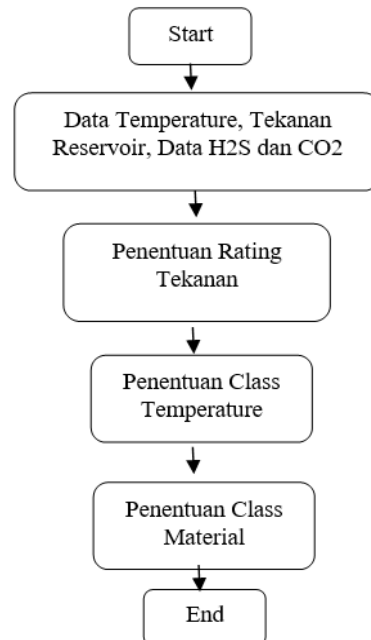 Start
Data Temperature, Tekanan
Reservoir, Data H2S dan CO2
Penentuan Rating
Tekanan
Penentuan Class
Temperature
Penentuan Class
Material
End